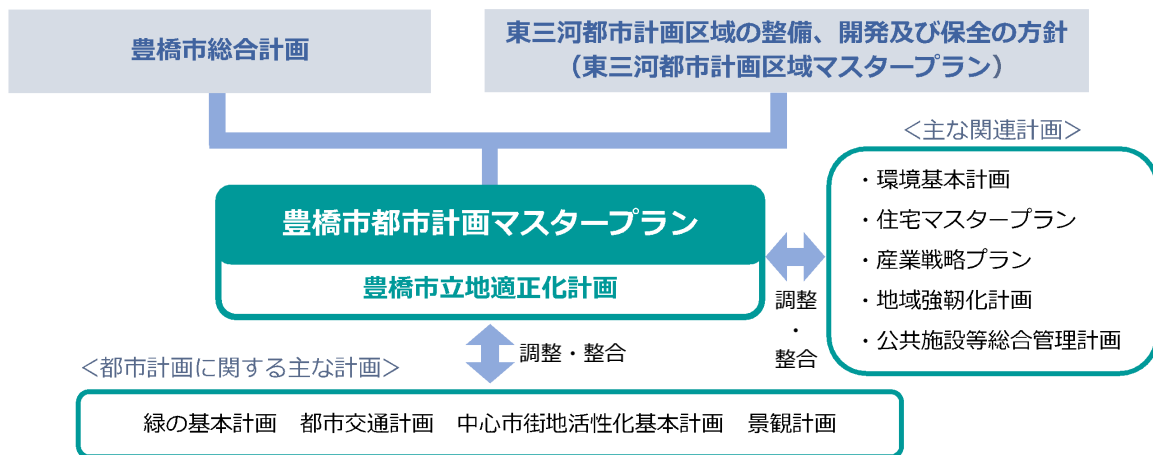 豊橋市総合計画
東三河都市計画区域の整備、開発及び保全の方針
（東三河都市計画区域マスタープラン）
＜主な関連計画＞
・環境基本計画
・住宅マスタープラン
・産業戦略プラン
・地域強靭化計画
・公共施設等総合管理計画
豊橋市都市計画マスタープラン
豊橋市立地適正化計画
調整
・
整合
調整・整合
＜都市計画に関する主な計画＞
緑の基本計画　都市交通計画　中心市街地活性化基本計画　景観計画